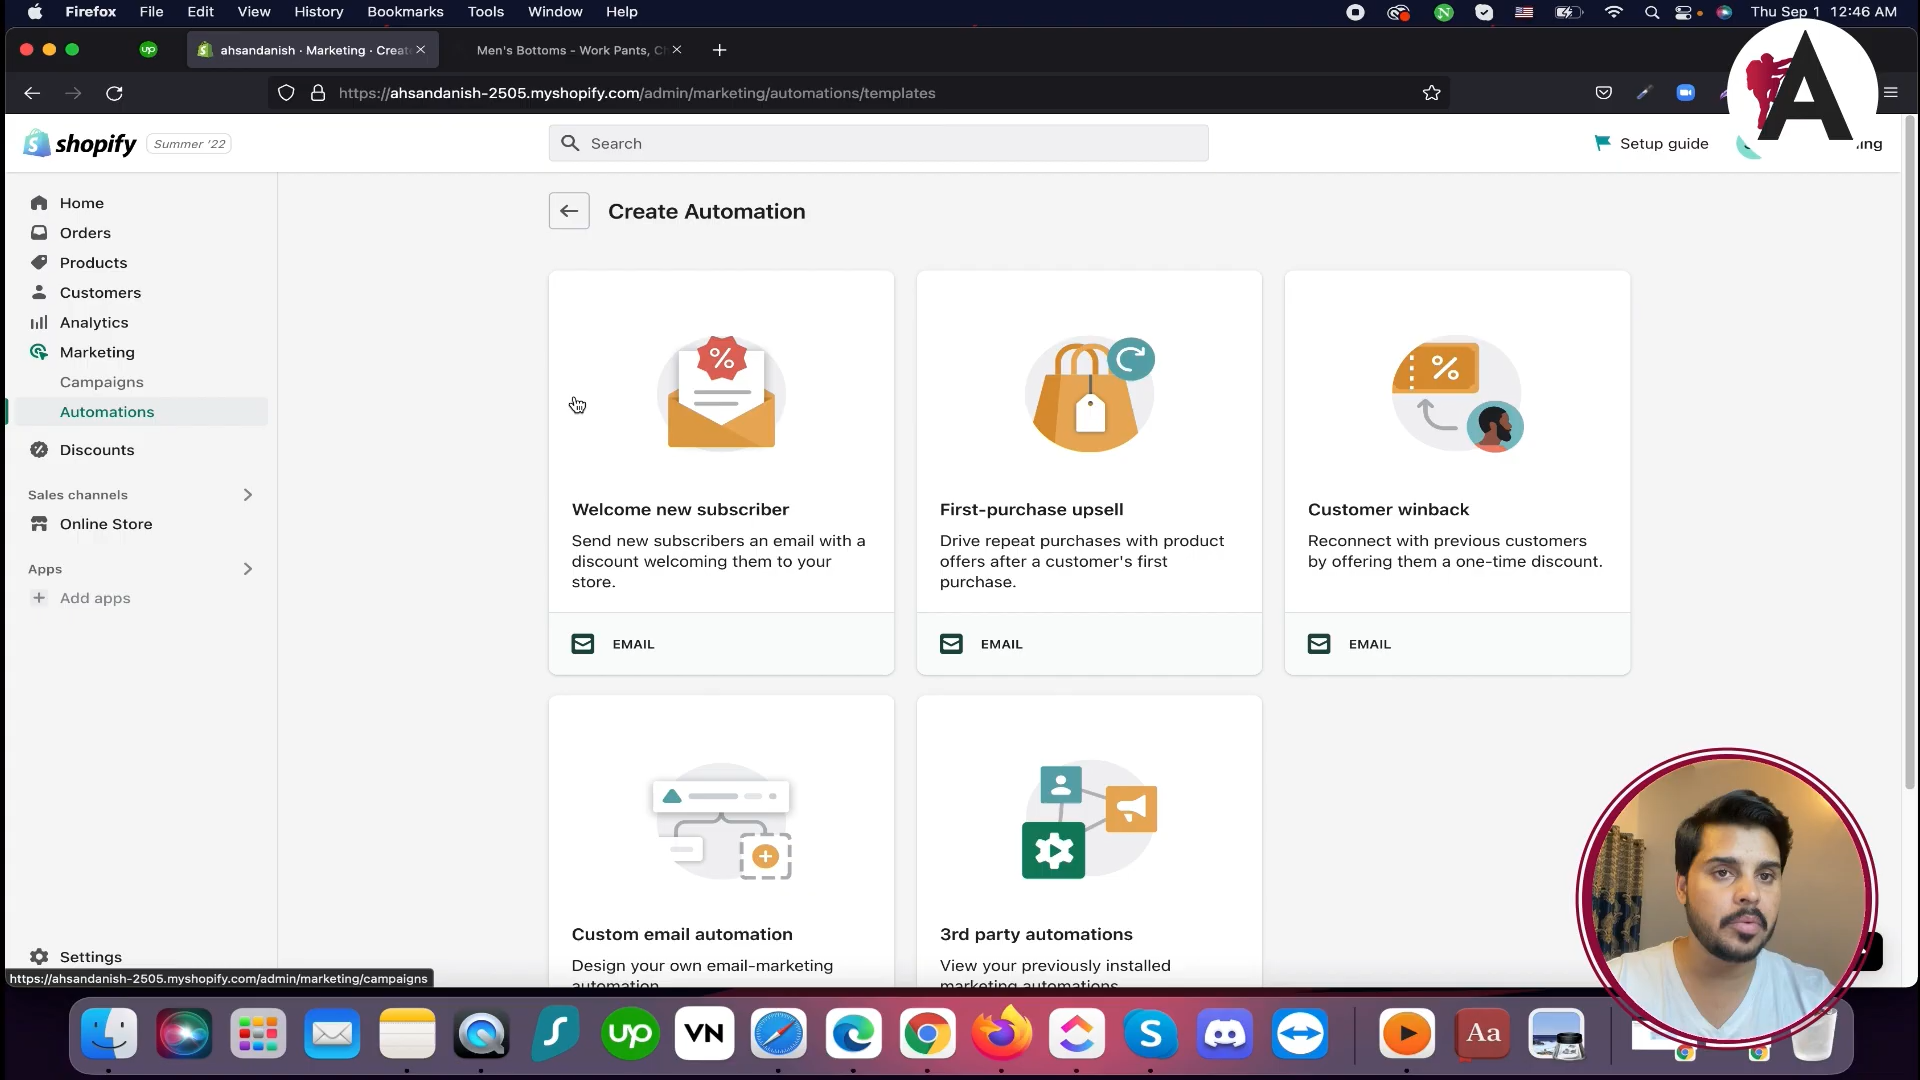 Firefox File Edit View History Bookmarks Tools Window Help
Thu Sep 1 12:46 AM
up
ahsandanish · Marketing · Creat
Men's Bottoms - Work Pants, C
https://ahsandanish-2505.myshopify.com/admin/marketing/automations/templates
A
shopify
Summer '22
Search
Setup guide
ing
Home
Orders
Products
Customers
Analytics
Marketing
Campaigns
Automations
Discounts
Sales channels
Online Store
Apps
Add apps
Settings
https://ahsandanish-2505.myshopify.com/admin/marketing/campaigns
Create Automation
%
Welcome new subscriber
Send new subscribers an email with a
discount welcoming them to your
store.
EMAIL
First-purchase upsell
Drive repeat purchases with product
offers after a customer's first
purchase.
EMAIL
%
Customer winback
Reconnect with previous customers
by offering them a one-time discount.
EMAIL
Custom email automation
Design your own email-marketing
automation.
3rd party automations
View your previously installed
marketing automations
up
VN
S
Aa